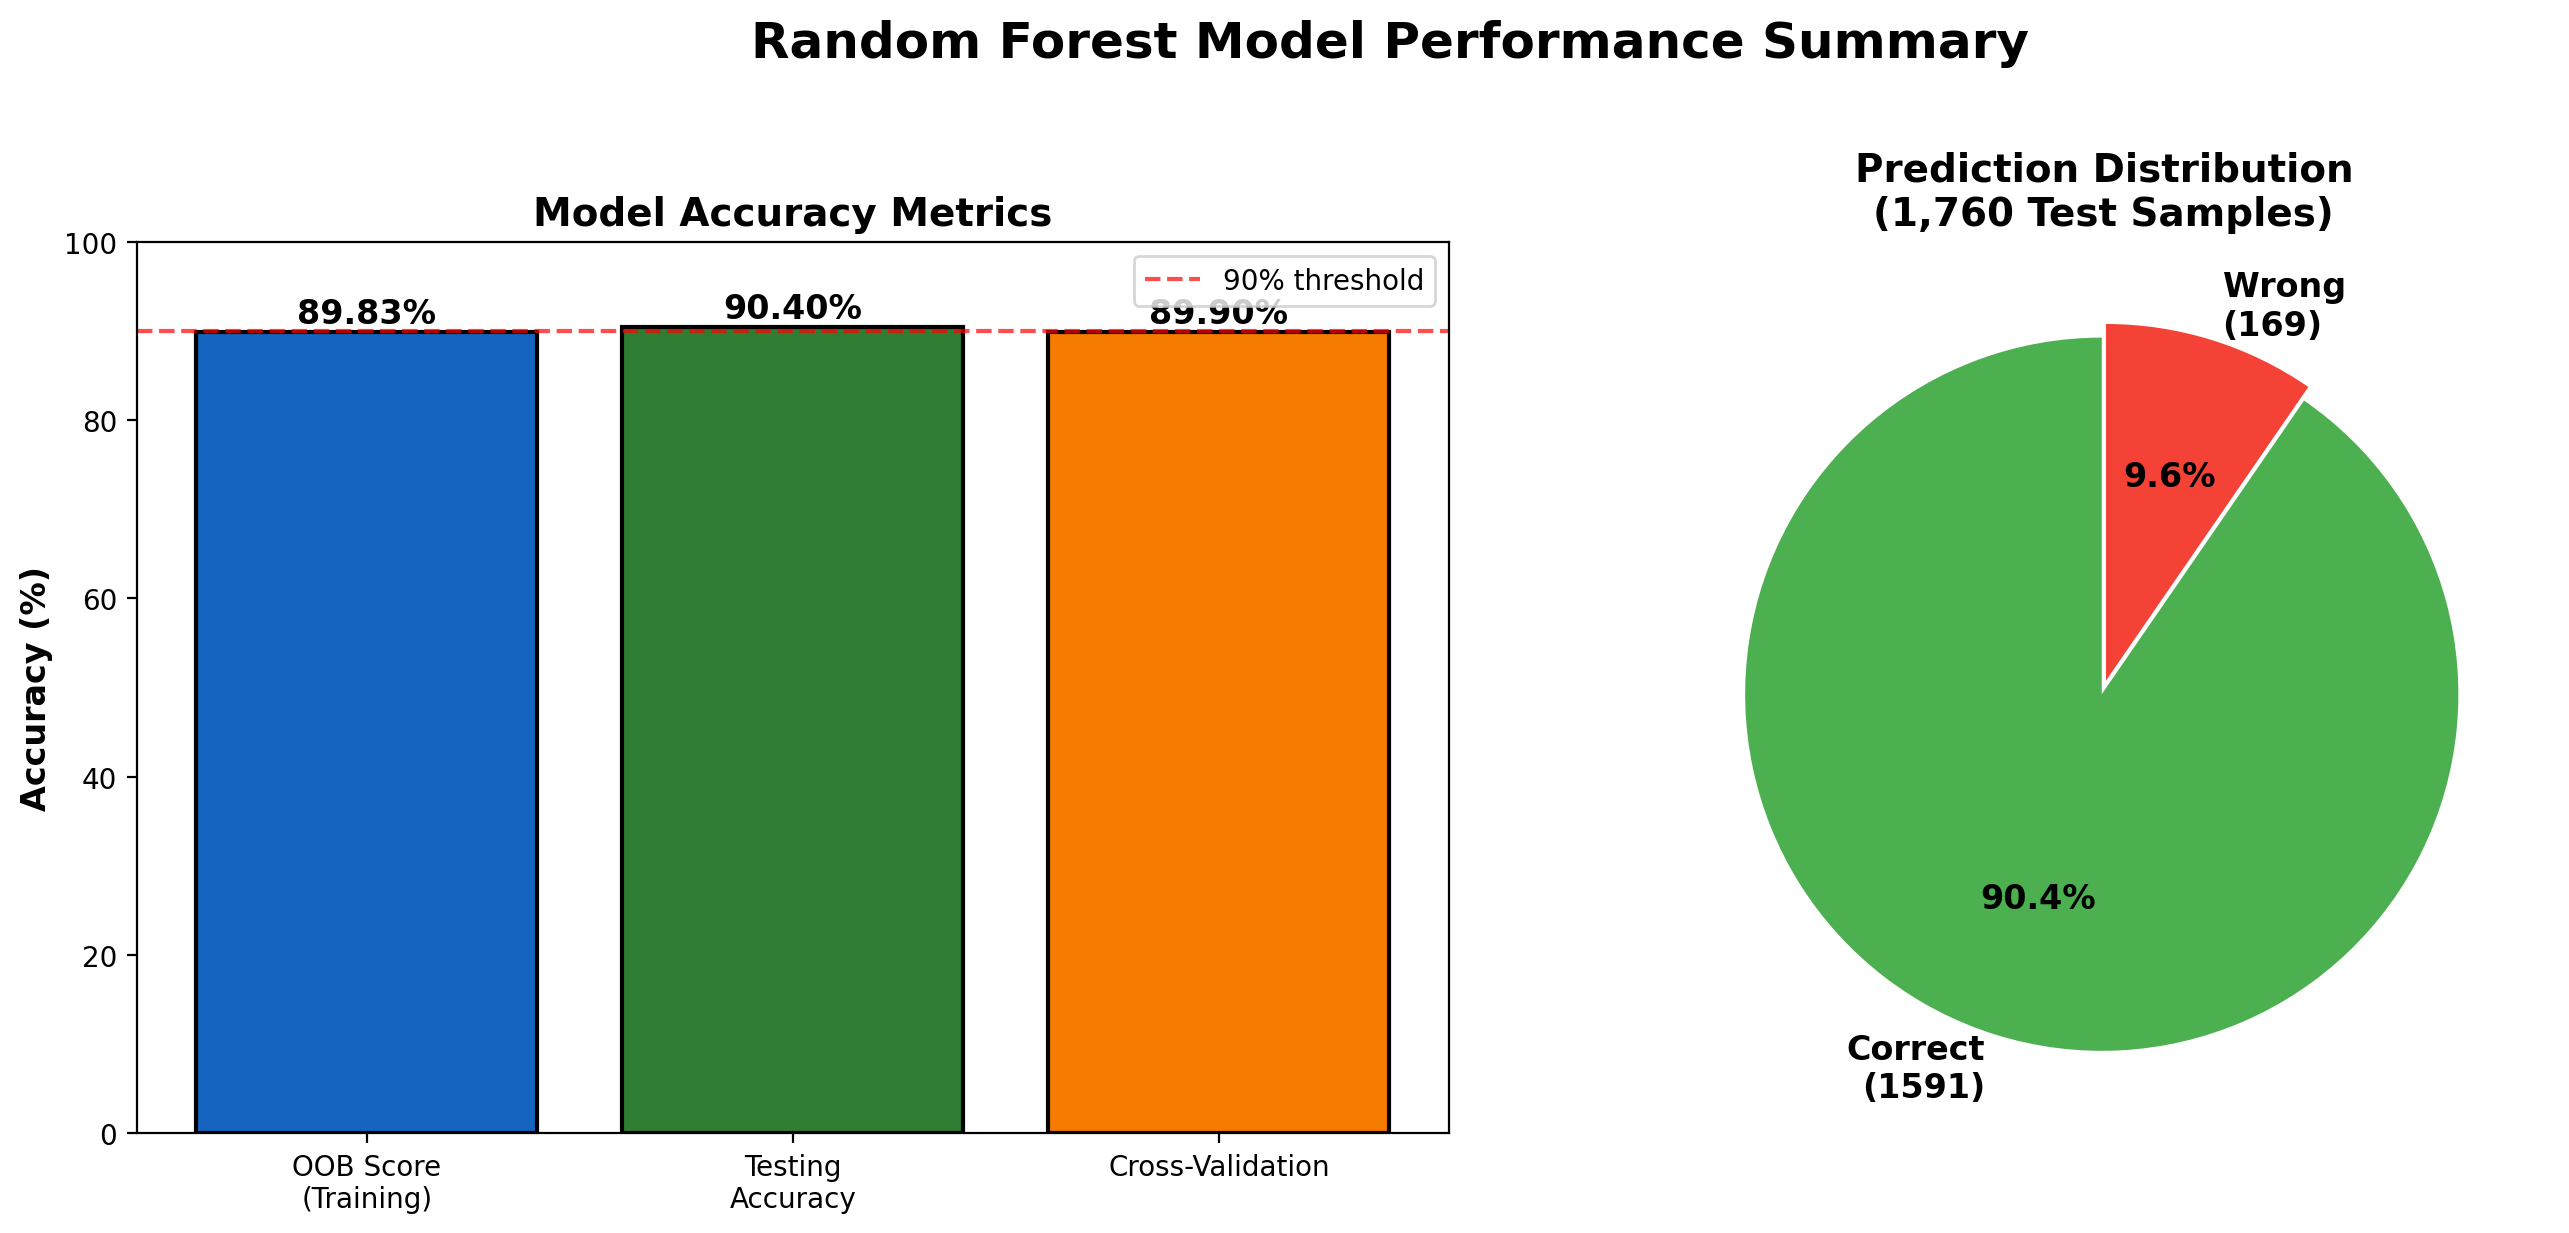 Random Forest Model Performance Summary
Model Accuracy Metrics
100
80
60
40
20
0
Accuracy (%)
90% threshold
89.83%
90.40%
89.90%
OOB Score
(Training)
Testing
Accuracy
Cross-Validation
Prediction Distribution
(1,760 Test Samples)
Wrong
(169)
9.6%
90.4%
Correct
(1591)